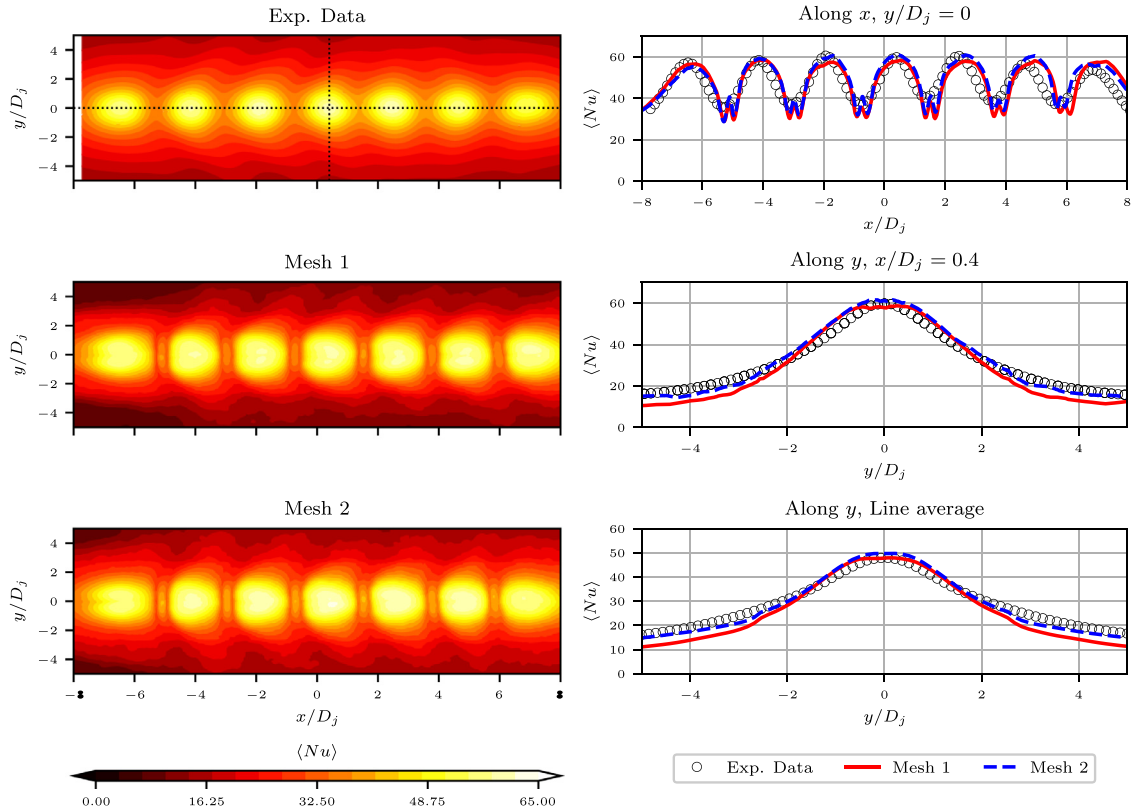 Exp. Data
4
2
0
−2
−4
y/D_j
Along x, y/D_j = 0
60
40
20
0
⟨Nu⟩
−8 −6 −4 −2 0 2 4 6 8
x/D_j
Mesh 1
4
2
0
−2
−4
y/D_j
Along y, x/D_j = 0.4
60
40
20
0
⟨Nu⟩
−4 −2 0 2 4
y/D_j
Mesh 2
4
2
0
−2
−4
y/D_j
−8 −6 −4 −2 0 2 4 6 8
x/D_j
Along y, Line average
60
50
40
30
20
10
0
⟨Nu⟩
−4 −2 0 2 4
y/D_j
⟨Nu⟩
0.00 16.25 32.50 48.75 65.00
Exp. Data Mesh 1 Mesh 2